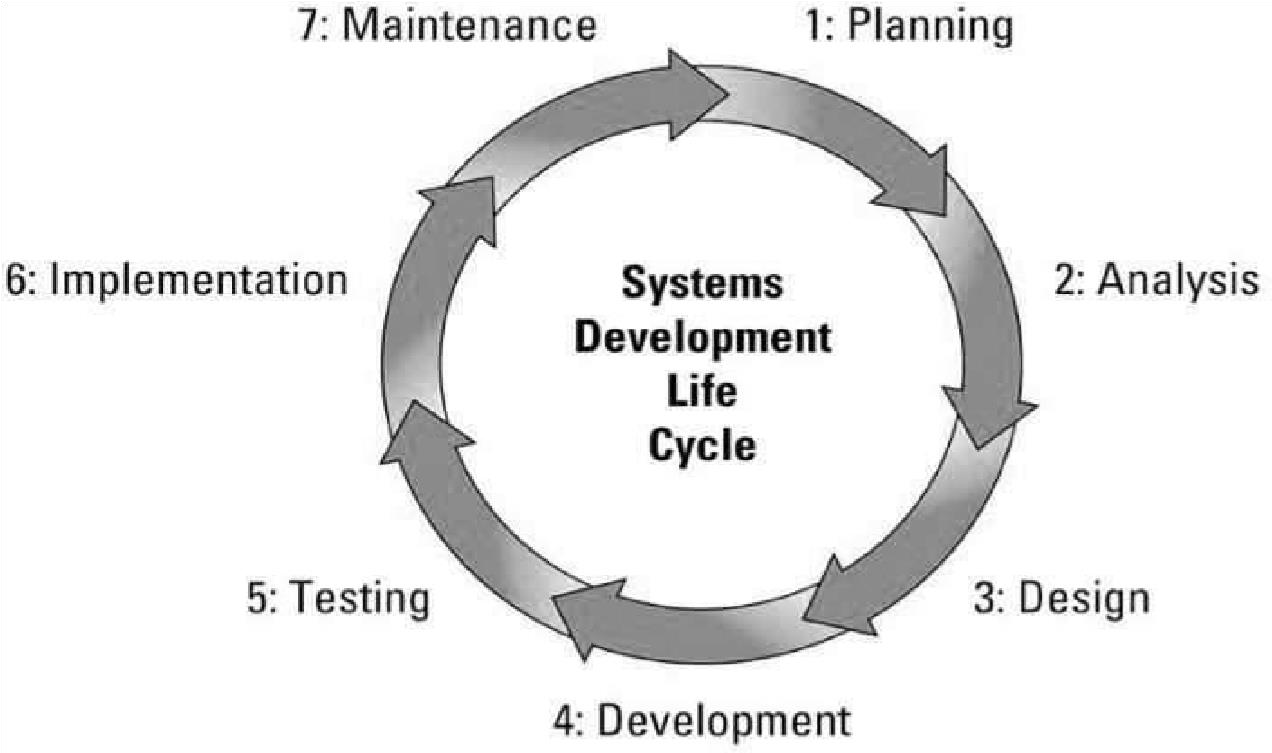 7: Maintenance
1: Planning
6: Implementation
Systems
Development
Life
Cycle
2: Analysis
5: Testing
3: Design
4: Development